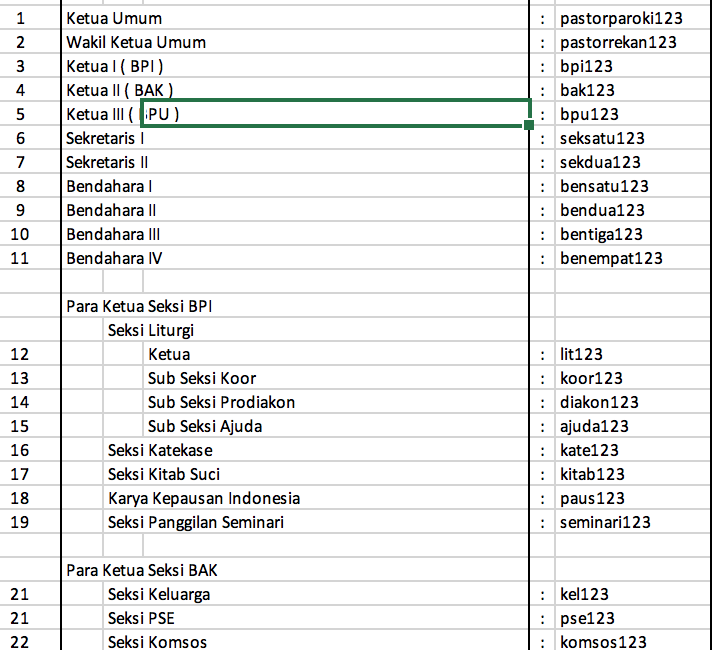 1 Ketua Umum : pastorparoki123
2 Wakil Ketua Umum : pastorrekan123
3 Ketua I ( BPI ) : bpi123
4 Ketua II ( BAK ) : bak123
5 Ketua III ( BPU ) : bpu123
6 Sekretaris I : seksatu123
7 Sekretaris II : sekdua123
8 Bendahara I : bensatu123
9 Bendahara II : bendua123
10 Bendahara III : bentiga123
11 Bendahara IV : benempat123
Para Ketua Seksi BPI
Seksi Liturgi
12 Ketua : lit123
13 Sub Seksi Koor : koor123
14 Sub Seksi Prodiakon : diakon123
15 Sub Seksi Ajuda : ajuda123
16 Seksi Katekase : kate123
17 Seksi Kitab Suci : kitab123
18 Karya Kepausan Indonesia : paus123
19 Seksi Panggilan Seminari : seminari123
Para Ketua Seksi BAK
21 Seksi Keluarga : kel123
21 Seksi PSE : pse123
22 Seksi Komsos : komsos123